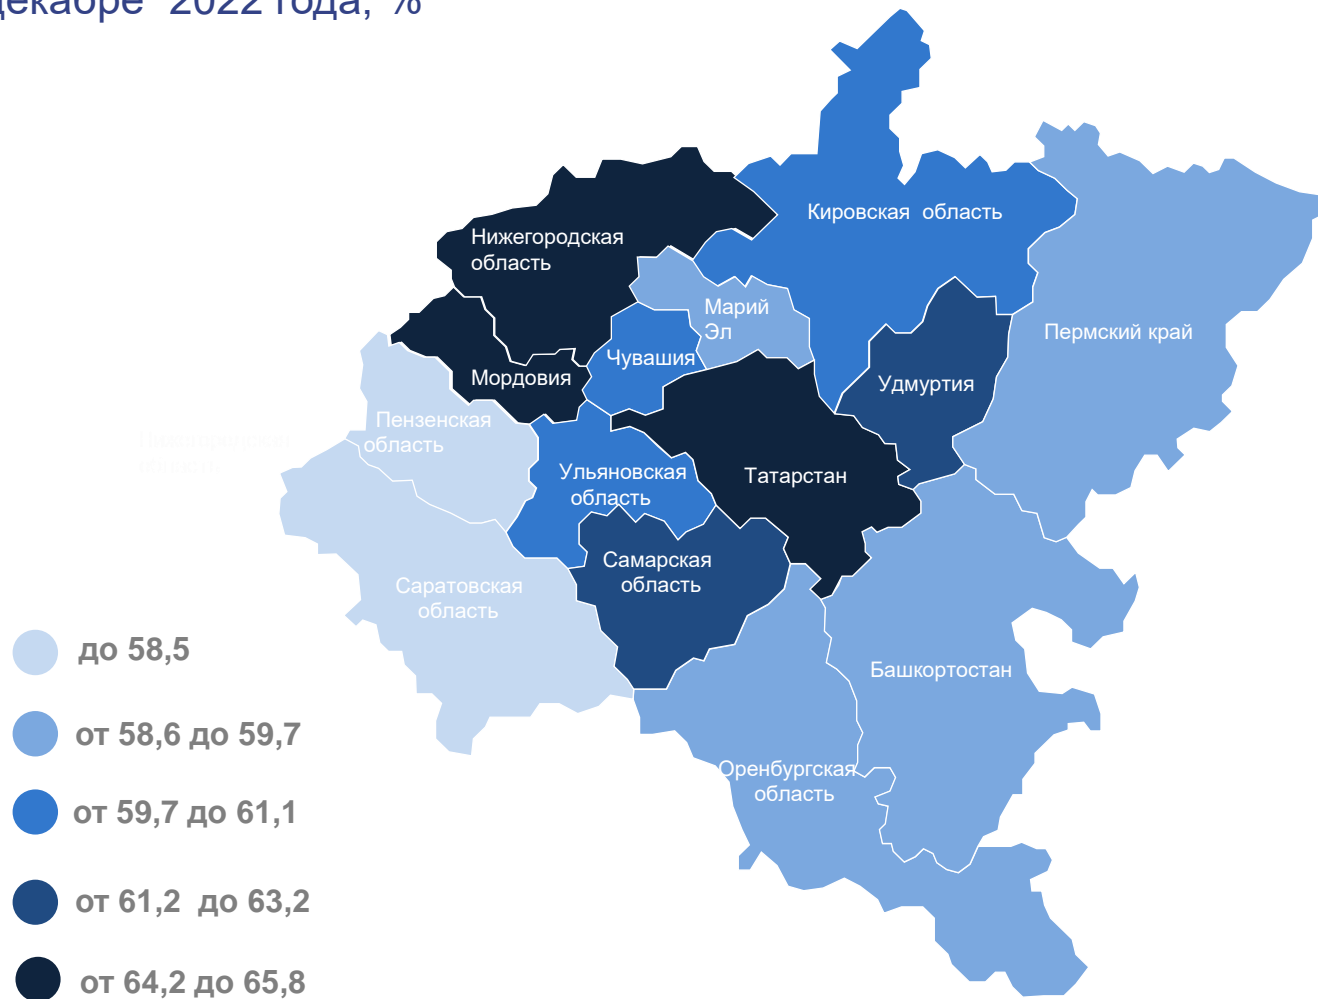 декабре 2022 года, %
Кировская область
Нижегородская
область
Марий
Эл
Пермский край
Чувашия
Мордовия
Удмуртия
Пензенская
область
Ульяновская
область
Татарстан
Самарская
область
Саратовская
область
Башкортостан
Оренбургская
область
до 58,5
от 58,6 до 59,7
от 59,7 до 61,1
от 61,2 до 63,2
от 64,2 до 65,8